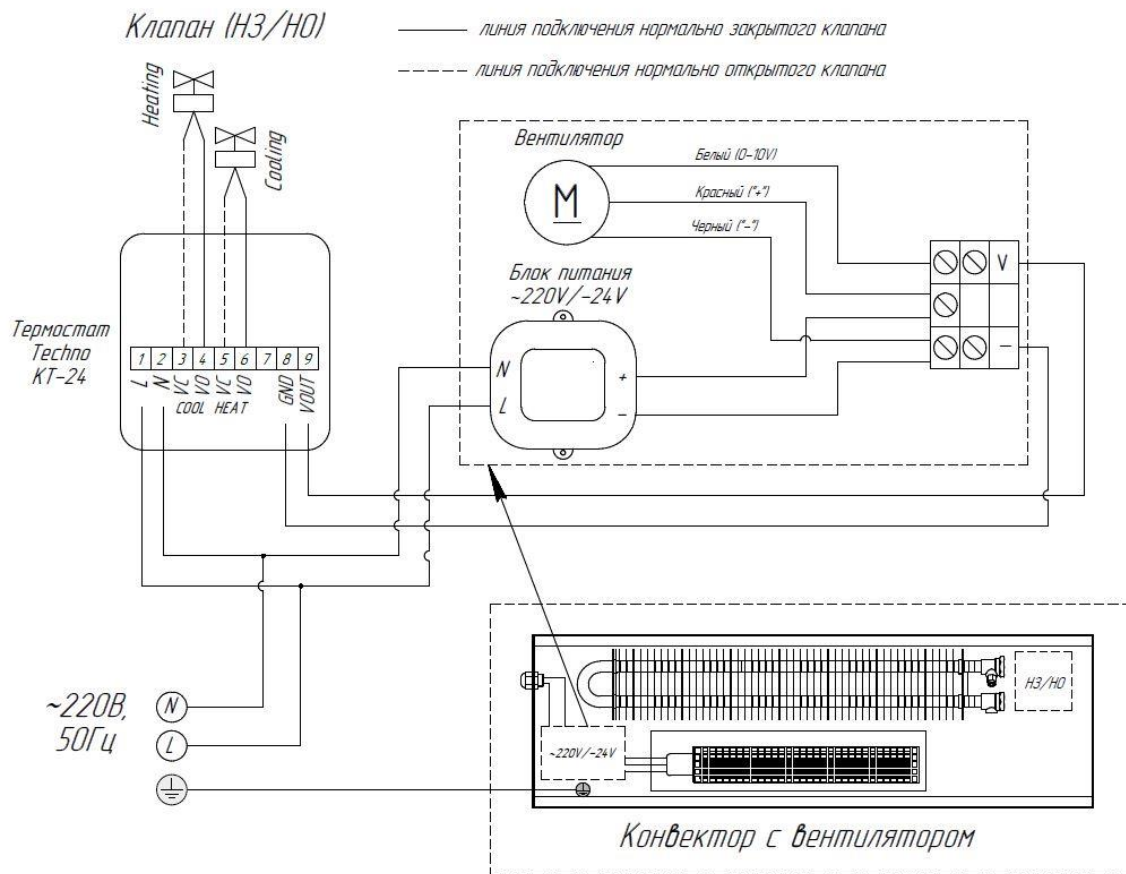 Клапан (НЗ/НО)
линия подключения нормально закрытого клапана
линия подключения нормально открытого клапана
Heating
Cooling
Вентилятор
M
Белый (0-10V)
Красный ("+")
Черный ("-")
V
−
Блок питания
~220V/-24V
N
L
+
−
Термостат
Techno
КТ-24
1 2 3 4 5 6 7 8 9
L N VC VO VC VO GND VOUT
COOL HEAT
~220В,
50Гц
N
L
НЗ/НО
~220V/-24V
Конвектор с вентилятором